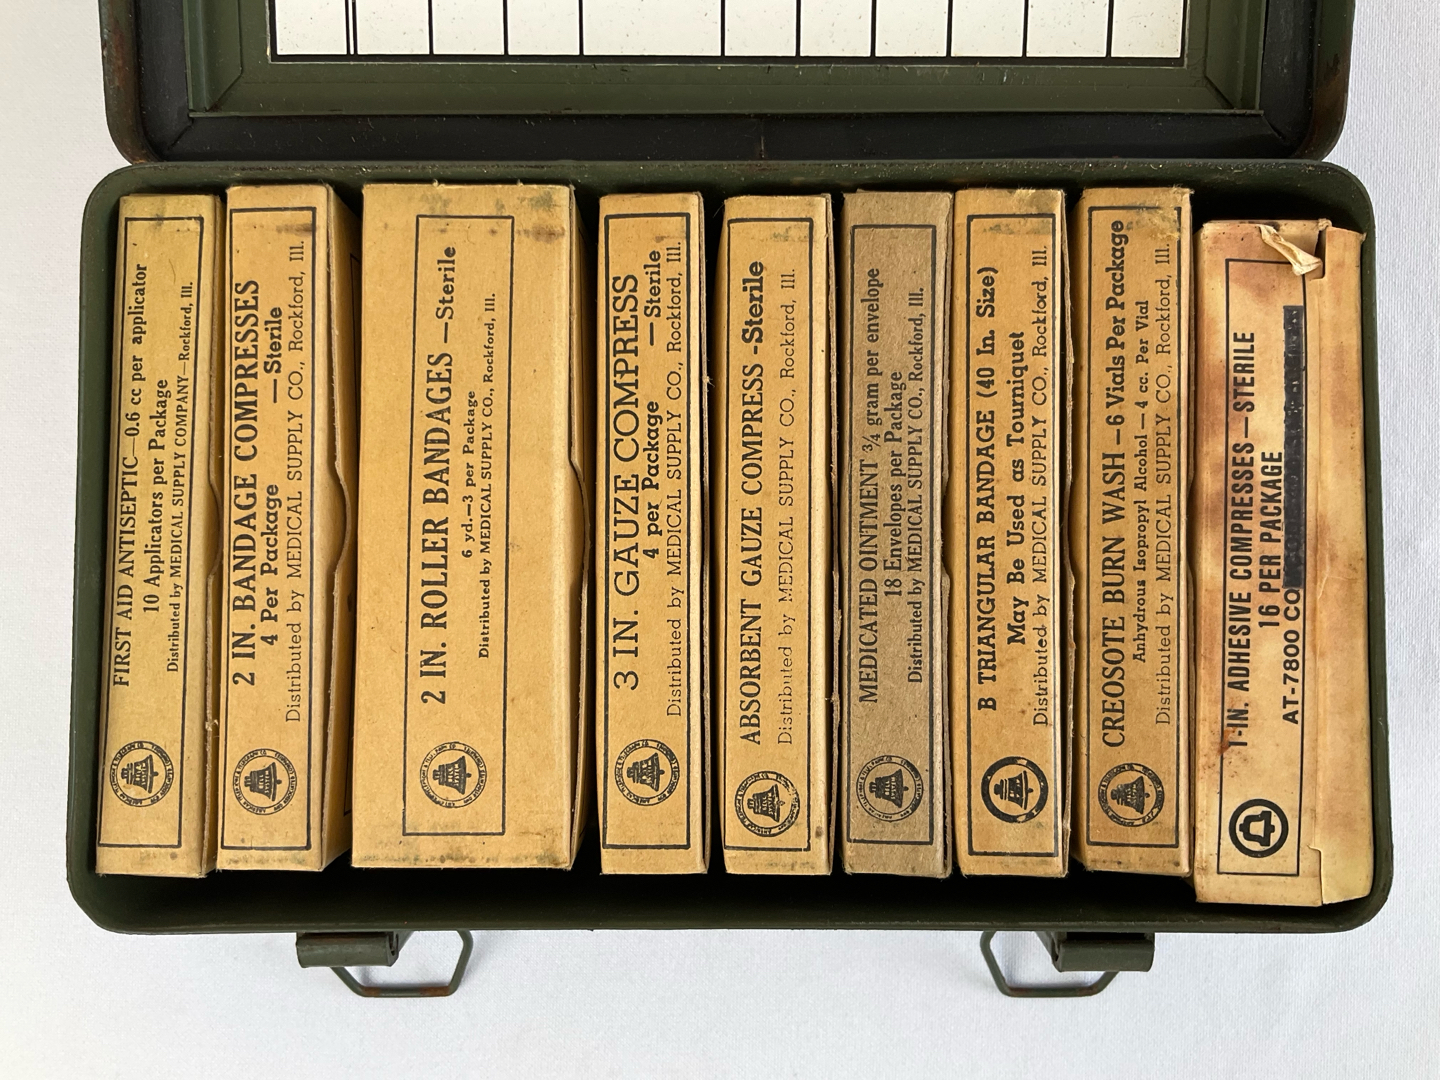 FIRST AID ANTISEPTIC—0.6 cc per applicator
10 Applicators per Package
Distributed by MEDICAL SUPPLY COMPANY—Rockford, Ill.
2 IN. BANDAGE COMPRESSES
4 Per Package —Sterile
Distributed by MEDICAL SUPPLY CO., Rockford, Ill.
2 IN. ROLLER BANDAGES —Sterile
6 yd.—3 per Package
Distributed by MEDICAL SUPPLY CO., Rockford, Ill.
3 IN. GAUZE COMPRESS
4 per Package —Sterile
Distributed by MEDICAL SUPPLY CO., Rockford, Ill.
ABSORBENT GAUZE COMPRESS -Sterile
Distributed by MEDICAL SUPPLY CO., Rockford, Ill.
MEDICATED OINTMENT ¾ gram per envelope
18 Envelopes per Package
Distributed by MEDICAL SUPPLY CO., Rockford, Ill.
B TRIANGULAR BANDAGE (40 In. Size)
May Be Used as Tourniquet
Distributed by MEDICAL SUPPLY CO., Rockford, Ill.
CREOSOTE BURN WASH—6 Vials Per Package
Anhydrous Isopropyl Alcohol—4 cc. Per Vial
Distributed by MEDICAL SUPPLY CO., Rockford, Ill.
1-IN. ADHESIVE COMPRESSES—STERILE
16 PER PACKAGE
AT-7800 CO